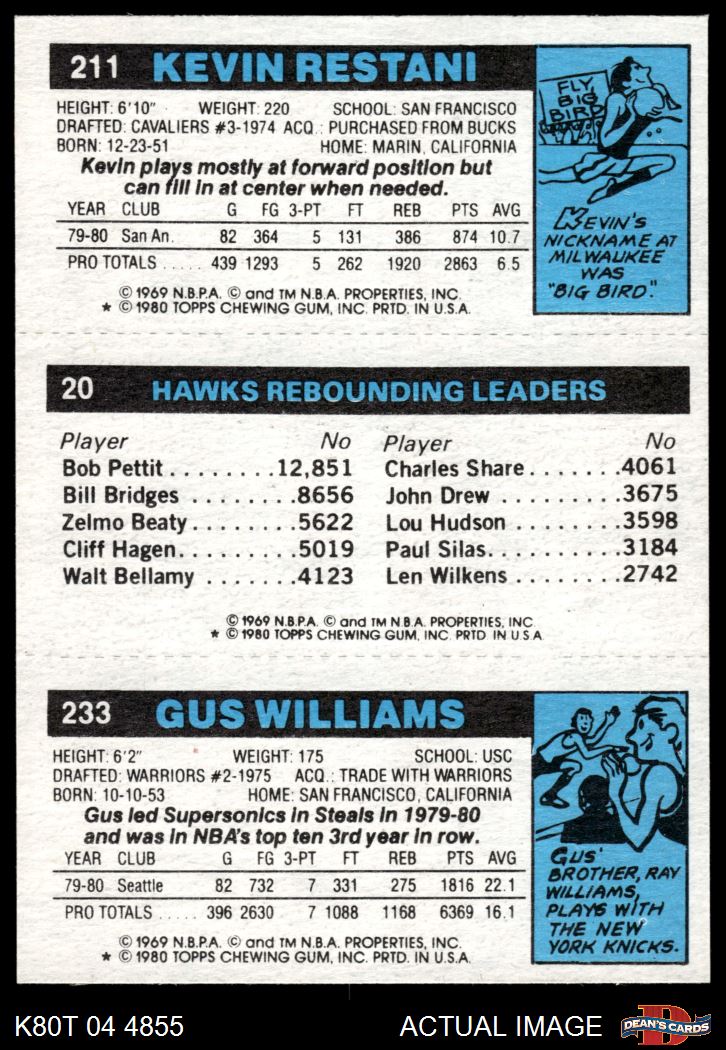 211 KEVIN RESTANI
HEIGHT: 6'10" WEIGHT: 220 SCHOOL: SAN FRANCISCO
DRAFTED: CAVALIERS #3-1974 ACQ.: PURCHASED FROM BUCKS
BORN: 12-23-51 HOME: MARIN, CALIFORNIA
Kevin plays mostly at forward position but
can fill in at center when needed.
YEAR CLUB G FG 3-PT FT REB PTS AVG
79-80 San An. 82 364 5 131 386 874 10.7
PRO TOTALS ..... 439 1293 5 262 1920 2863 6.5
© 1969 N.B.P.A. © and TM N.B.A. PROPERTIES, INC.
★ © 1980 TOPPS CHEWING GUM, INC. PRTD. IN U.S.A.
FLY
BIG
BIRD
KEVIN'S
NICKNAME AT
MILWAUKEE
WAS
"BIG BIRD."
20 HAWKS REBOUNDING LEADERS
Player No Player No
Bob Pettit ........ 12,851 Charles Share ....... 4061
Bill Bridges ........ 8656 John Drew ......... 3675
Zelmo Beaty ........ 5622 Lou Hudson ........ 3598
Cliff Hagen ......... 5019 Paul Silas .......... 3184
Walt Bellamy ....... 4123 Len Wilkens ........ 2742
© 1969 N.B.P.A. © and TM N.B.A. PROPERTIES, INC.
★ © 1980 TOPPS CHEWING GUM, INC. PRTD IN U S A
233 GUS WILLIAMS
HEIGHT: 6'2" WEIGHT: 175 SCHOOL: USC
DRAFTED: WARRIORS #2-1975 ACQ.: TRADE WITH WARRIORS
BORN: 10-10-53 HOME: SAN FRANCISCO, CALIFORNIA
Gus led Supersonics in Steals in 1979-80
and was in NBA's top ten 3rd year in row.
YEAR CLUB G FG 3-PT FT REB PTS AVG
79-80 Seattle 82 732 7 331 275 1816 22.1
PRO TOTALS ..... 396 2630 7 1088 1168 6369 16.1
© 1969 N.B.P.A. © and TM N.B.A. PROPERTIES, INC.
★ © 1980 TOPPS CHEWING GUM, INC. PRTD. IN U.S.A.
GUS'
BROTHER, RAY
WILLIAMS,
PLAYS WITH
THE NEW
YORK KNICKS.
K80T 04 4855 ACTUAL IMAGE D DEAN'S CARDS